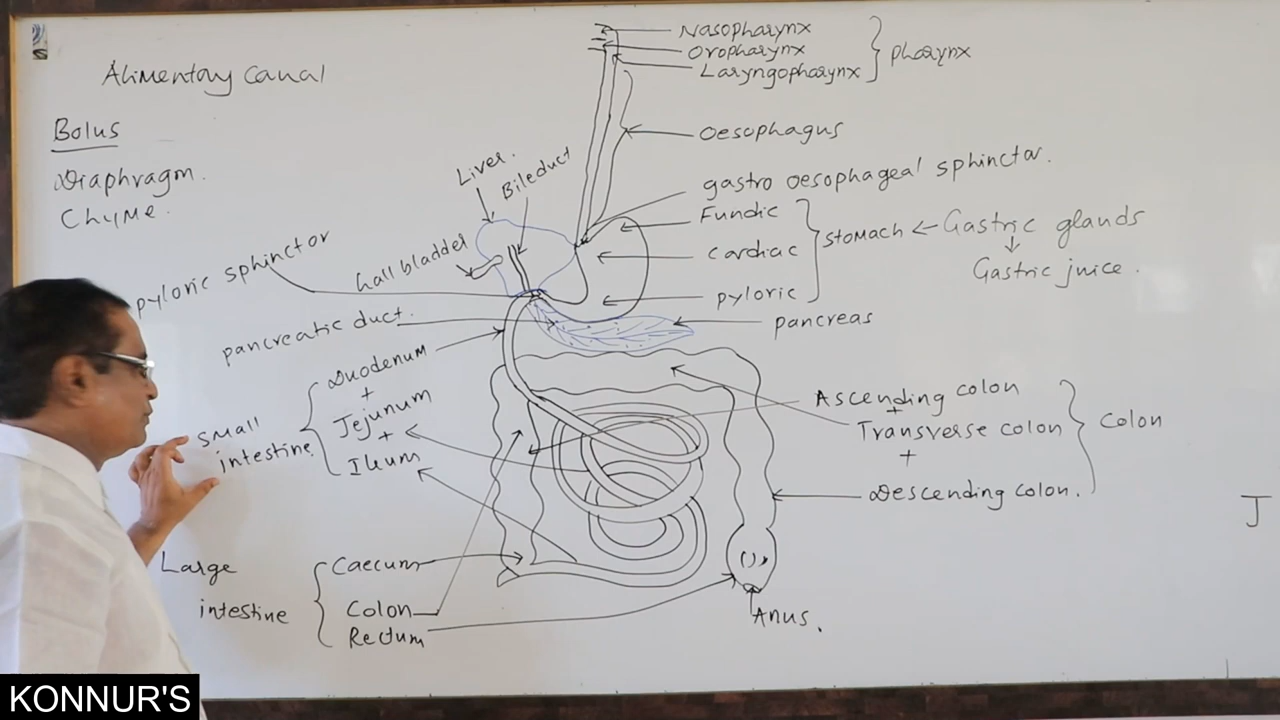 Alimentary canal
Bolus
Diaphragm.
Chyme.
Nasopharynx
Oropharynx
Laryngopharynx
pharynx
Oesophagus
gastro oesophageal sphinctor.
Liver.
Bileduct
Fundic
Cardiac
pyloric
stomach ← Gastric glands
Gastric juice.
pyloric sphinctor
hall bladder
pancreatic duct.
pancreas
Small
intestine
Duodenum
+
Jejunum
+
Ileum
Ascending colon
+
Transverse colon
+
Descending colon.
Colon
J
Large
intestine
Caecum
Colon
Rectum
Anus.
KONNUR'S